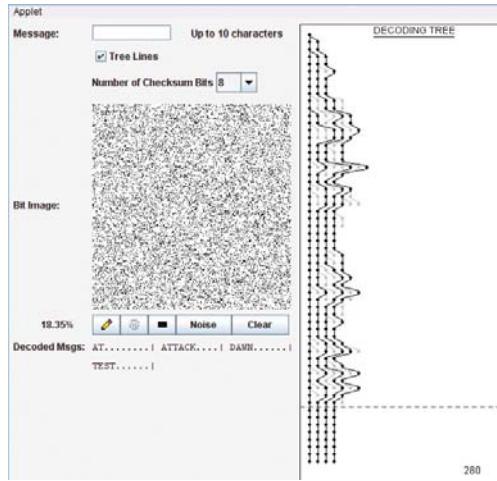 Applet
Message:
Up to 10 characters
DECODING TREE
Tree Lines
Number of Checksum Bits 8
Bit Image:
18.35%
Noise
Clear
Decoded Msgs: AT........| ATTACK....| DAWN......|
TEST......|
280